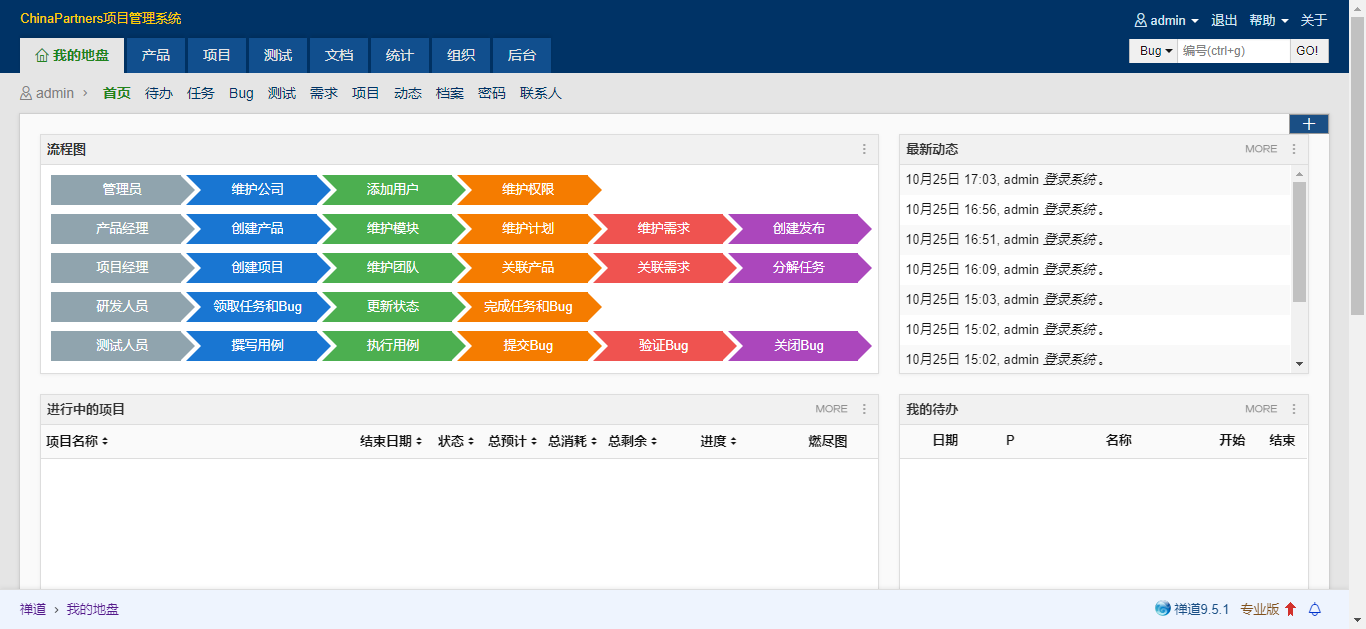 ChinaPartners项目管理系统
admin 退出 帮助 关于
我的地盘 产品 项目 测试 文档 统计 组织 后台
Bug 编号(ctrl+g) GO!
admin › 首页 待办 任务 Bug 测试 需求 项目 动态 档案 密码 联系人
流程图
管理员 维护公司 添加用户 维护权限
产品经理 创建产品 维护模块 维护计划 维护需求 创建发布
项目经理 创建项目 维护团队 关联产品 关联需求 分解任务
研发人员 领取任务和Bug 更新状态 完成任务和Bug
测试人员 撰写用例 执行用例 提交Bug 验证Bug 关闭Bug
最新动态 MORE
10月25日 17:03, admin 登录系统。
10月25日 16:56, admin 登录系统。
10月25日 16:51, admin 登录系统。
10月25日 16:09, admin 登录系统。
10月25日 15:03, admin 登录系统。
10月25日 15:02, admin 登录系统。
10月25日 15:02, admin 登录系统。
进行中的项目 MORE
项目名称 结束日期 状态 总预计 总消耗 总剩余 进度 燃尽图
我的待办 MORE
日期 P 名称 开始 结束
禅道 › 我的地盘
禅道9.5.1 专业版